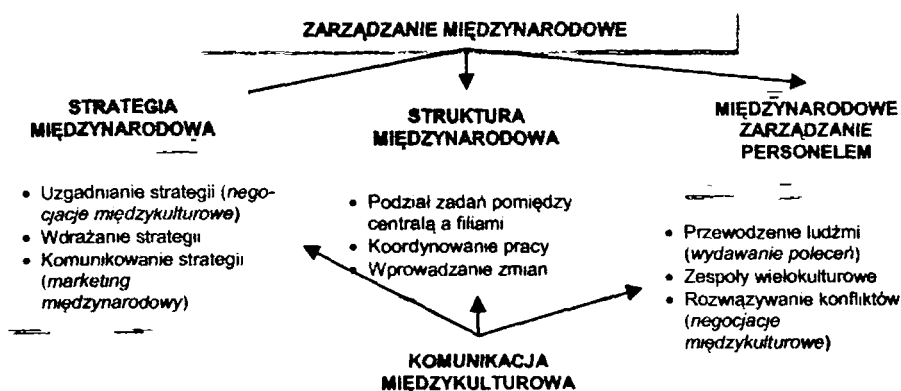 ZARZĄDZANIE MIĘDZYNARODOWE
STRATEGIA
MIĘDZYNARODOWA
• Uzgadnianie strategii (nego-
cjacje międzykulturowe)
• Wdrażanie strategii
• Komunikowanie strategii
(marketing
międzynarodowy)
STRUKTURA
MIĘDZYNARODOWA
• Podział zadań pomiędzy
centralą a filiami
• Koordynowanie pracy
• Wprowadzanie zmian
MIĘDZYNARODOWE
ZARZĄDZANIE
PERSONELEM
• Przewodzenie ludźmi
(wydawanie poleceń)
• Zespoły wielokulturowe
• Rozwiązywanie konfliktów
(negocjacje
międzykulturowe)
KOMUNIKACJA
MIĘDZYKULTUROWA